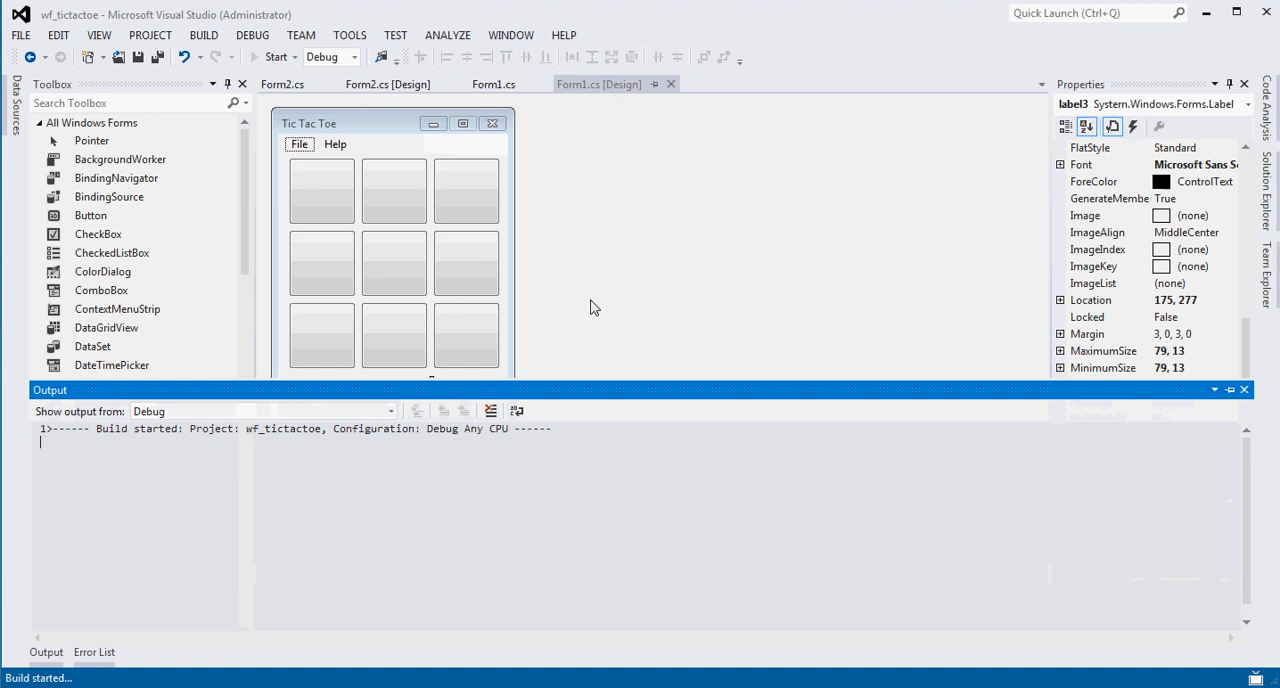 wf_tictactoe - Microsoft Visual Studio (Administrator)
Quick Launch (Ctrl+Q)
FILE EDIT VIEW PROJECT BUILD DEBUG TEAM TOOLS TEST ANALYZE WINDOW HELP
Start Debug
Data Sources
Toolbox
Search Toolbox
All Windows Forms
Pointer
BackgroundWorker
BindingNavigator
BindingSource
Button
CheckBox
CheckedListBox
ColorDialog
ComboBox
ContextMenuStrip
DataGridView
DataSet
DateTimePicker
Form2.cs Form2.cs [Design] Form1.cs Form1.cs [Design]
Tic Tac Toe
File Help
Properties
label3 System.Windows.Forms.Label
FlatStyle Standard
Font Microsoft Sans S
ForeColor ControlText
GenerateMembe True
Image (none)
ImageAlign MiddleCenter
ImageIndex (none)
ImageKey (none)
ImageList (none)
Location 175, 277
Locked False
Margin 3, 0, 3, 0
MaximumSize 79, 13
MinimumSize 79, 13
Code Analysis
Solution Explorer
Team Explorer
Output
Show output from: Debug
1>------ Build started: Project: wf_tictactoe, Configuration: Debug Any CPU ------
Output Error List
Build started...